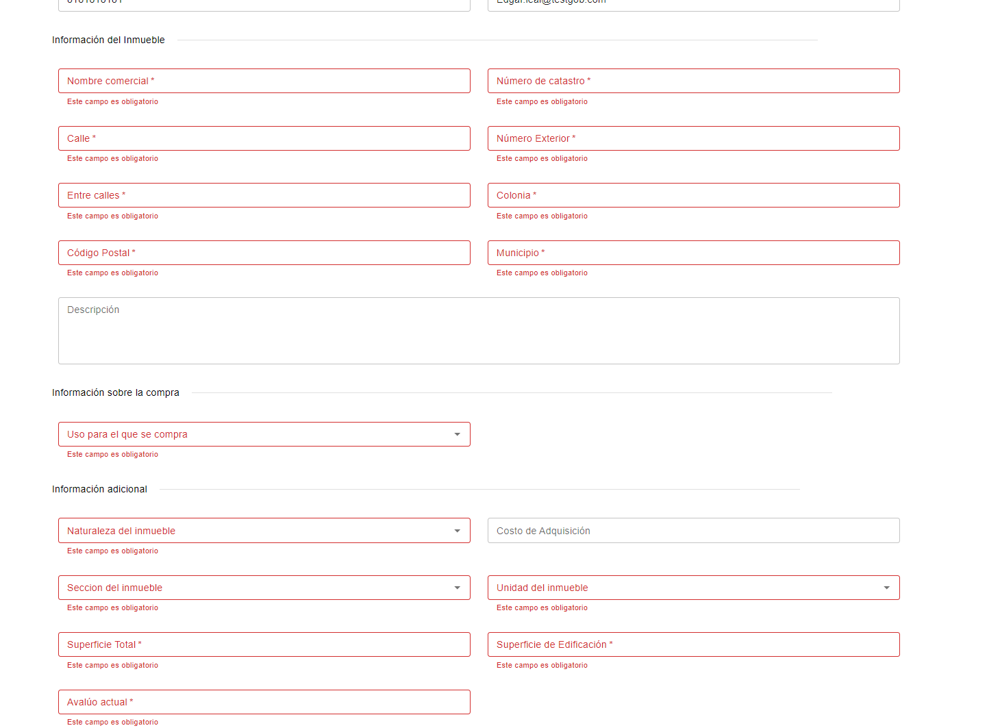 Información del Inmueble
Nombre comercial *
Número de catastro *
Este campo es obligatorio
Este campo es obligatorio
Calle *
Número Exterior *
Este campo es obligatorio
Este campo es obligatorio
Entre calles *
Colonia *
Este campo es obligatorio
Este campo es obligatorio
Código Postal *
Municipio *
Este campo es obligatorio
Este campo es obligatorio
Descripción
Información sobre la compra
Uso para el que se compra
Este campo es obligatorio
Información adicional
Naturaleza del inmueble
Costo de Adquisición
Este campo es obligatorio
Seccion del inmueble
Unidad del inmueble
Este campo es obligatorio
Este campo es obligatorio
Superficie Total *
Superficie de Edificación *
Este campo es obligatorio
Este campo es obligatorio
Avalúo actual *
Este campo es obligatorio